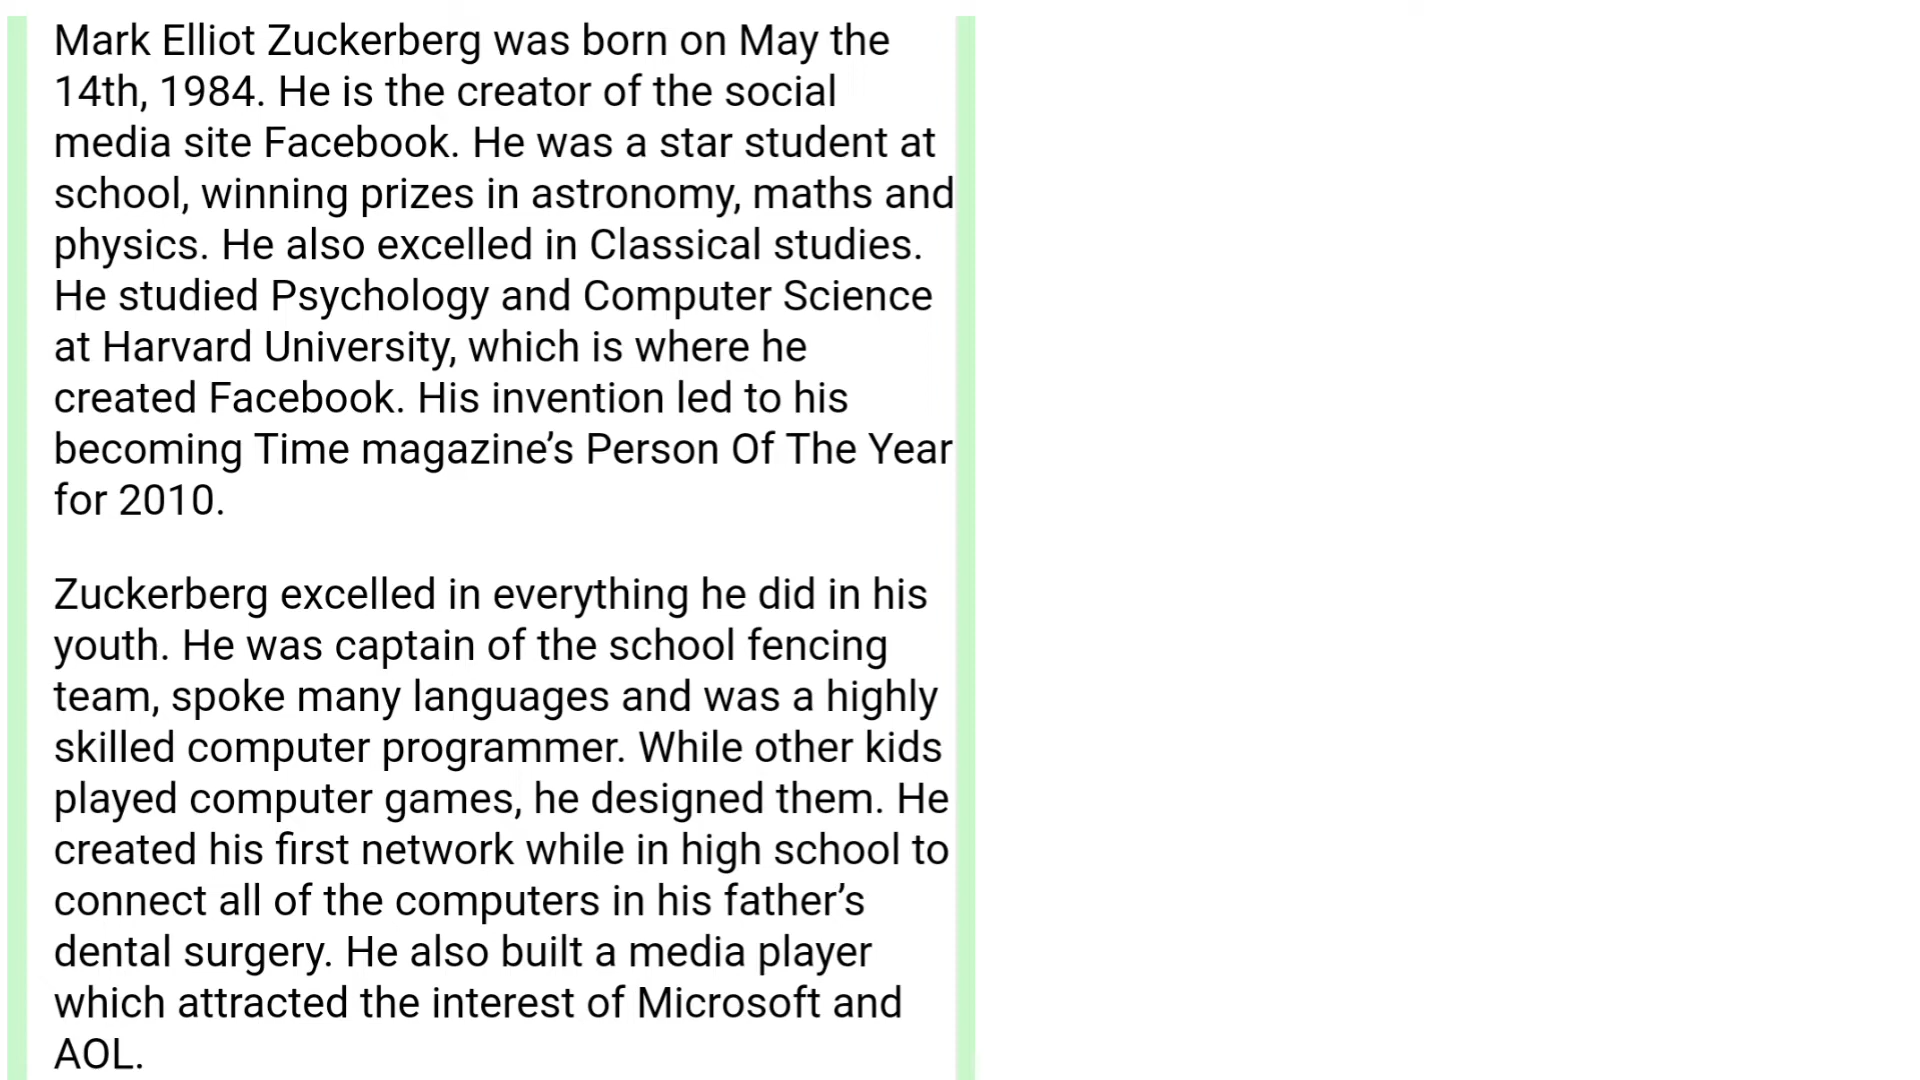 Mark Elliot Zuckerberg was born on May the
14th, 1984. He is the creator of the social
media site Facebook. He was a star student at
school, winning prizes in astronomy, maths and
physics. He also excelled in Classical studies.
He studied Psychology and Computer Science
at Harvard University, which is where he
created Facebook. His invention led to his
becoming Time magazine’s Person Of The Year
for 2010.
Zuckerberg excelled in everything he did in his
youth. He was captain of the school fencing
team, spoke many languages and was a highly
skilled computer programmer. While other kids
played computer games, he designed them. He
created his first network while in high school to
connect all of the computers in his father’s
dental surgery. He also built a media player
which attracted the interest of Microsoft and
AOL.